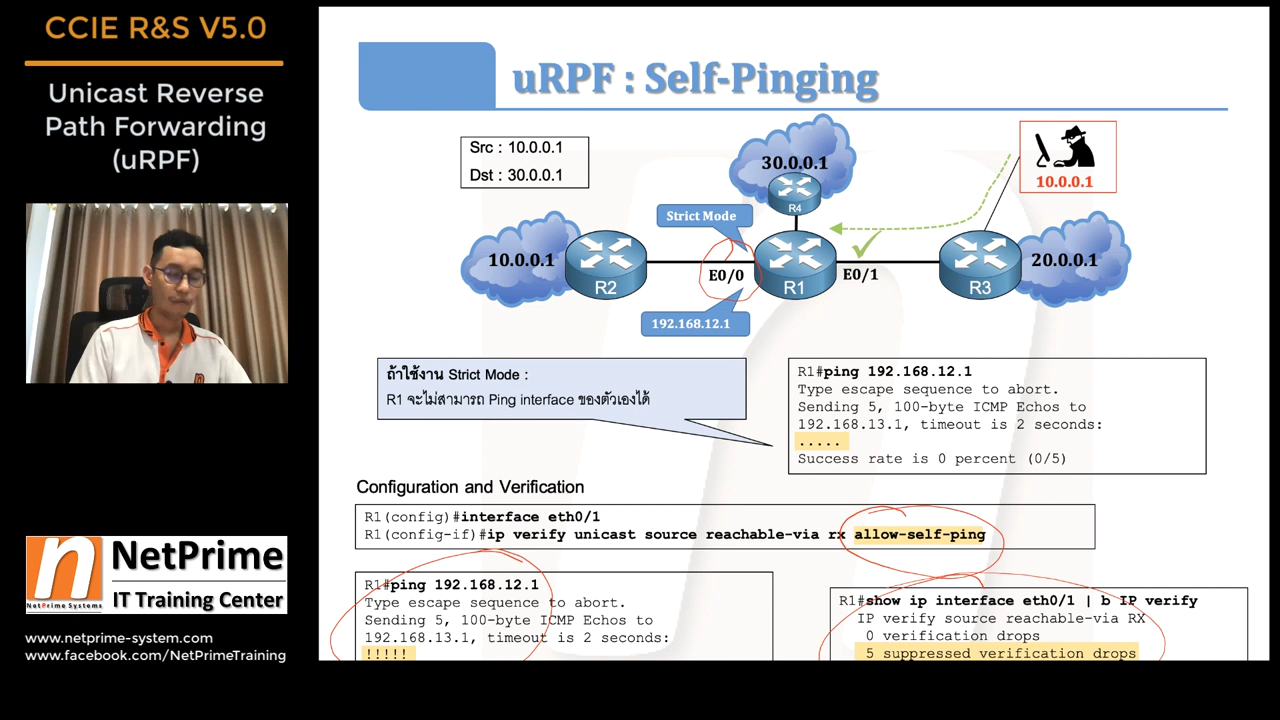 CCIE R&S V5.0
Unicast Reverse
Path Forwarding
(uRPF)
n
NetPrime Systems
NetPrime
IT Training Center
www.netprime-system.com
www.facebook.com/NetPrimeTraining
uRPF : Self-Pinging
Src : 10.0.0.1
Dst : 30.0.0.1
30.0.0.1
R4
10.0.0.1
Strict Mode
10.0.0.1
R2
E0/0
R1
E0/1
R3
20.0.0.1
192.168.12.1
ถ้าใช้งาน Strict Mode :
R1 จะไม่สามารถ Ping interface ของตัวเองได้
R1#ping 192.168.12.1
Type escape sequence to abort.
Sending 5, 100-byte ICMP Echos to
192.168.13.1, timeout is 2 seconds:
.....
Success rate is 0 percent (0/5)
Configuration and Verification
R1(config)#interface eth0/1
R1(config-if)#ip verify unicast source reachable-via rx allow-self-ping
R1#ping 192.168.12.1
Type escape sequence to abort.
Sending 5, 100-byte ICMP Echos to
192.168.13.1, timeout is 2 seconds:
!!!!!
R1#show ip interface eth0/1 | b IP verify
IP verify source reachable-via RX
0 verification drops
5 suppressed verification drops